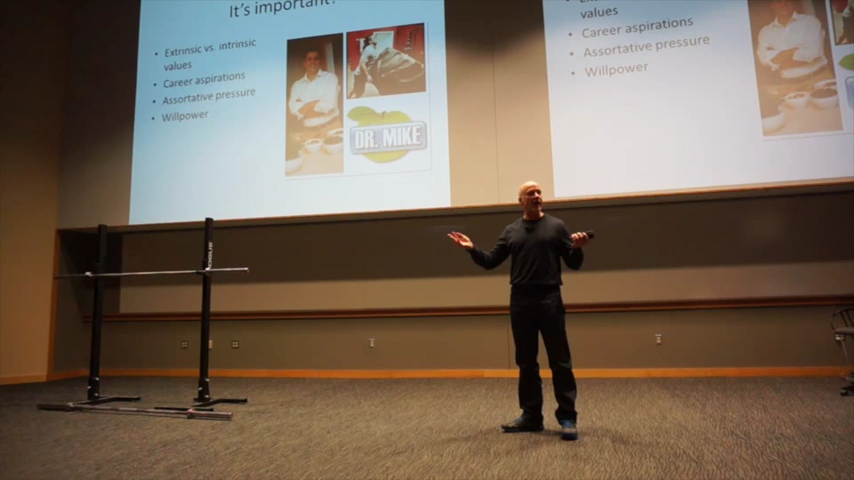 It's important!
• Extrinsic vs. intrinsic
values
• Career aspirations
• Assortative pressure
• Willpower
DR. MIKE
values
• Career aspirations
• Assortative pressure
• Willpower
ROGUE